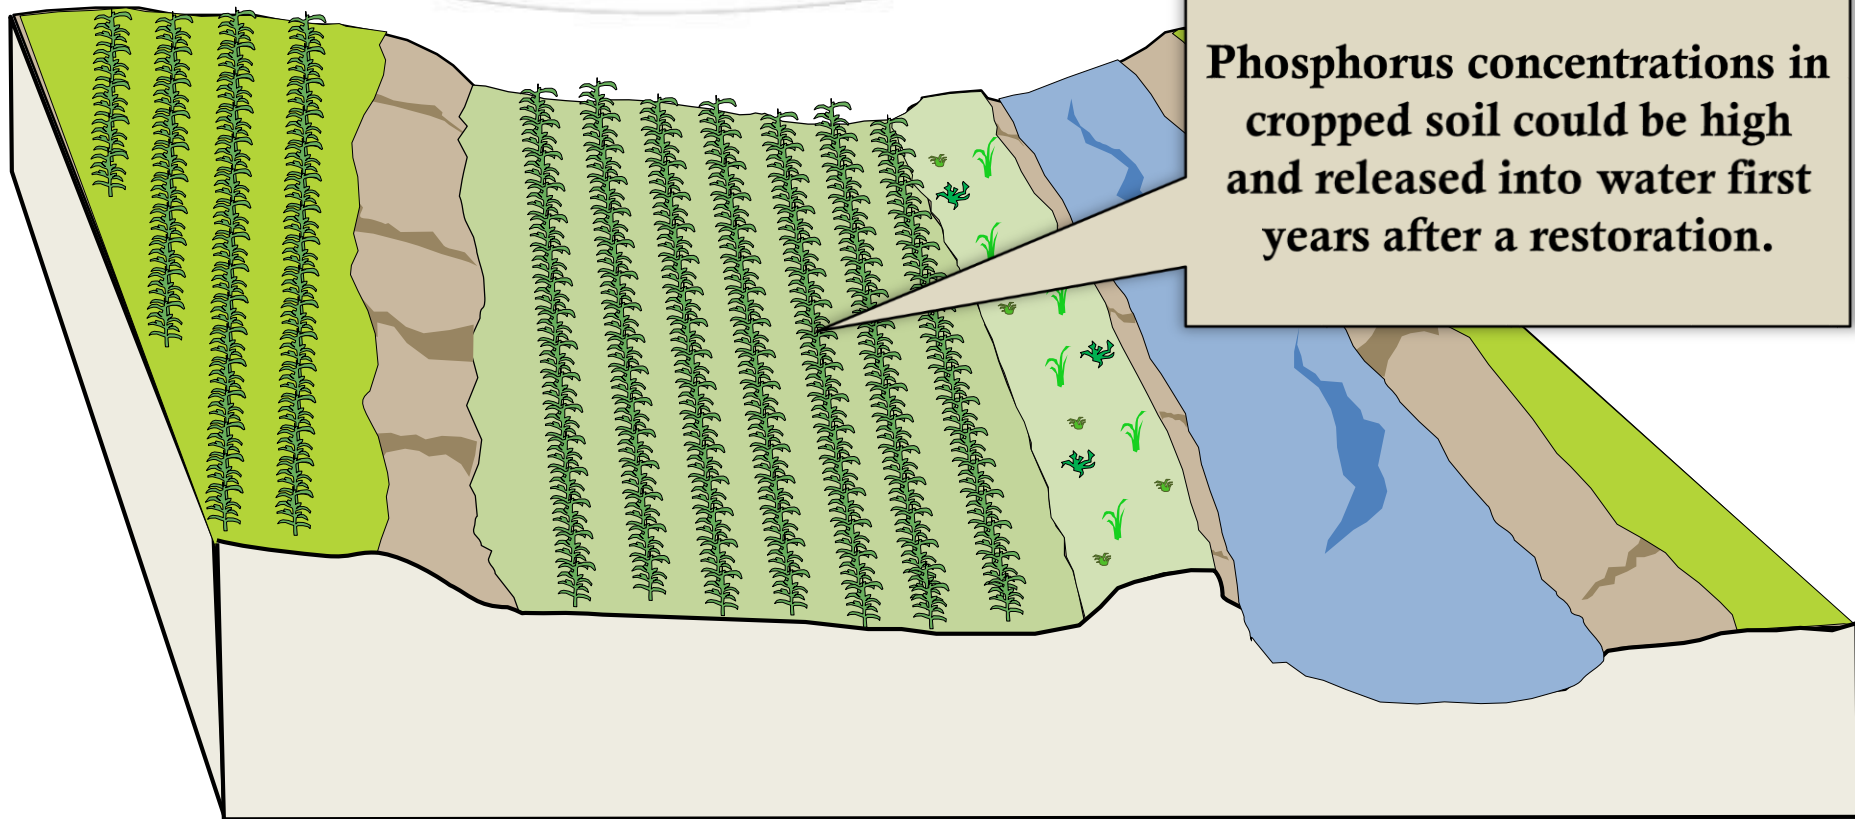 Phosphorus concentrations in
cropped soil could be high
and released into water first
years after a restoration.